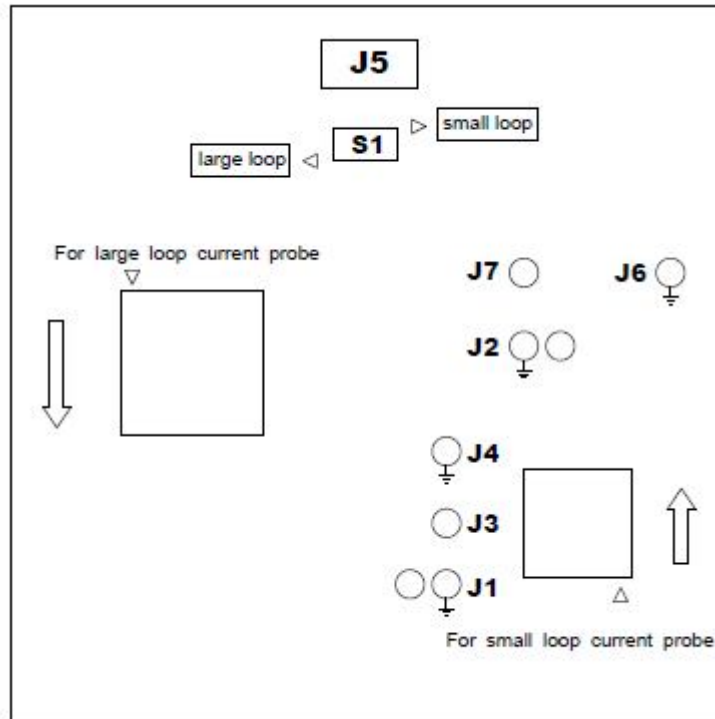 J5
small loop
S1
large loop
For large loop current probe
J7
J6
J2
J4
J3
J1
For small loop current probe